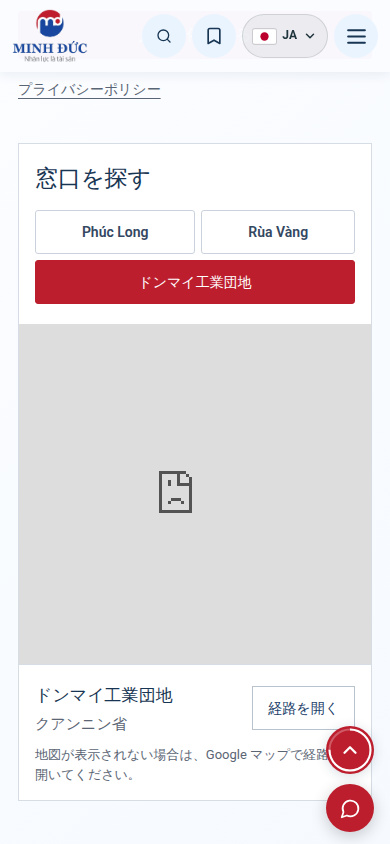 MINH ĐỨC
Nhân lực là tài sản
JA
プライバシーポリシー
窓口を探す
Phúc Long
Rùa Vàng
ドンマイ工業団地
ドンマイ工業団地
クアンニン省
経路を開く
地図が表示されない場合は、Google マップで経路
開いてください。